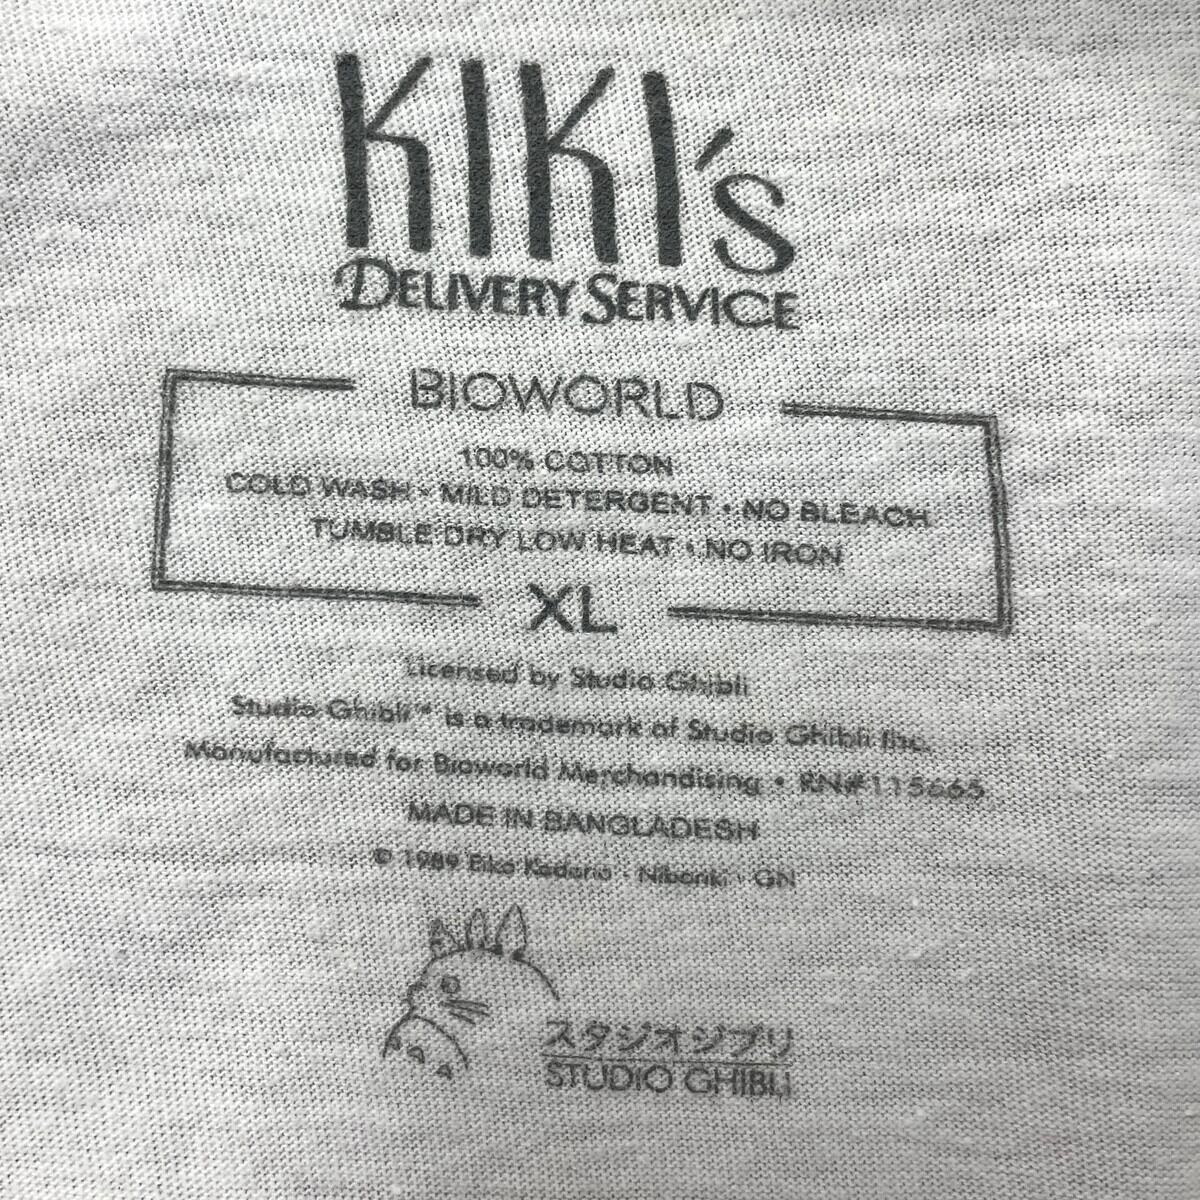 KIKI's
DELIVERY SERVICE
BIOWORLD
100% COTTON
COLD WASH • MILD DETERGENT • NO BLEACH
TUMBLE DRY LOW HEAT • NO IRON
XL
Licensed by Studio Ghibli
Studio Ghibli™ is a trademark of Studio Ghibli Inc.
Manufactured for Bioworld Merchandising • RN#115665
MADE IN BANGLADESH
© 1989 Eiko Kadono • Nibariki • GN
スタジオジブリ
STUDIO GHIBLI